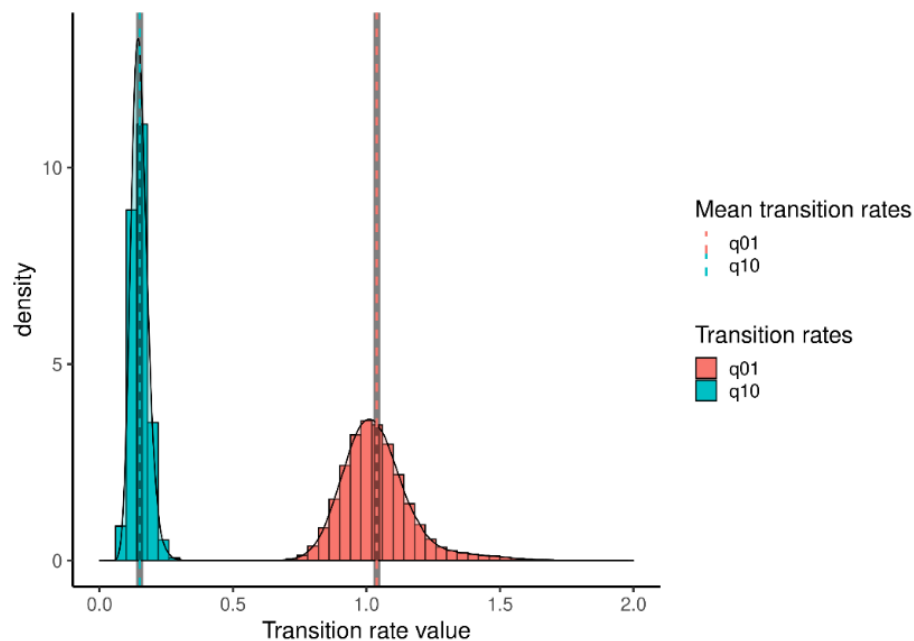 10
5
0
density
0.0
0.5
1.0
1.5
2.0
Transition rate value
Mean transition rates
q01
q10
Transition rates
q01
q10